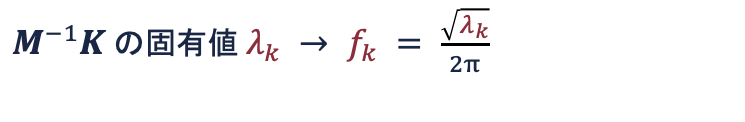 M⁻¹K の固有値 λₖ → fₖ = √λₖ / 2π